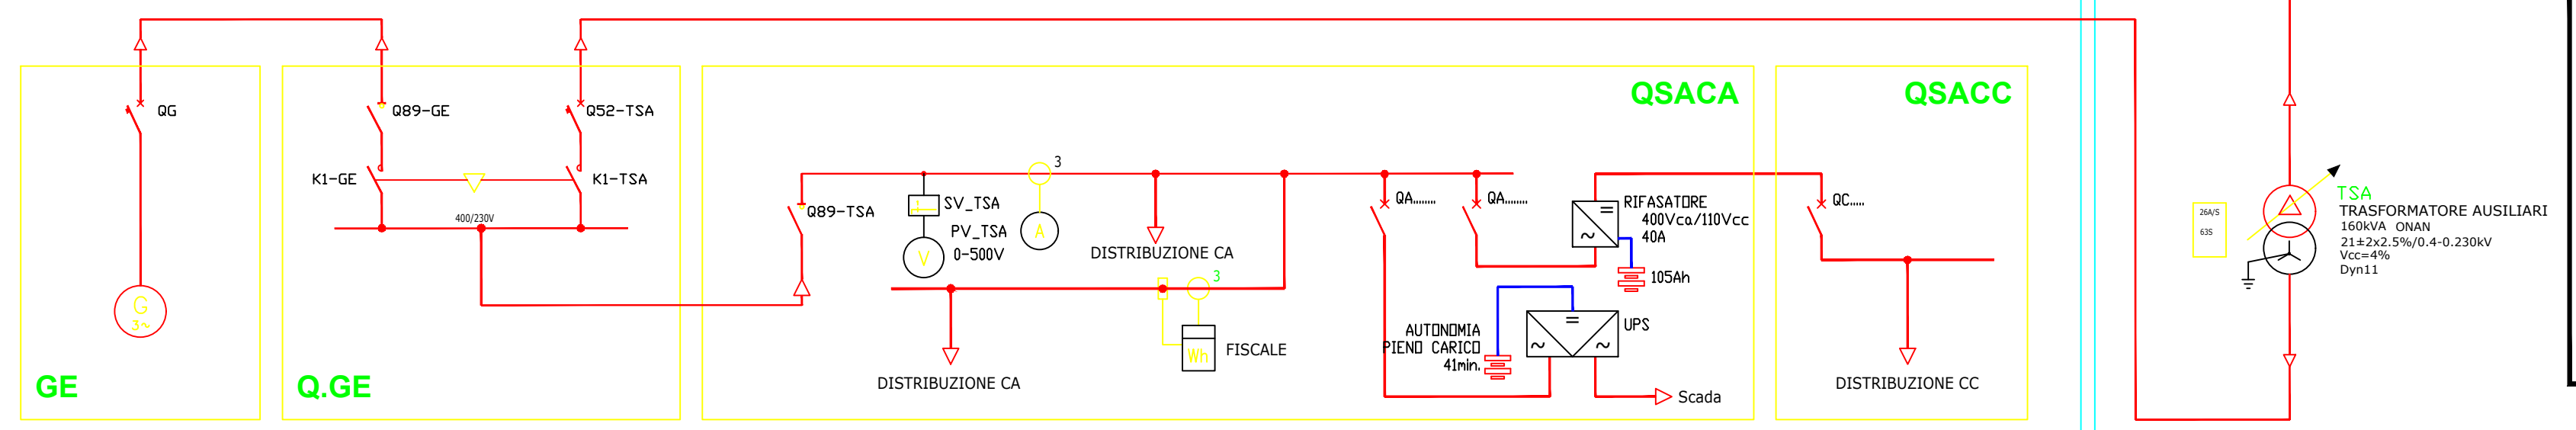 QG
G
3~
GE
Q89-GE
Q52-TSA
K1-GE
K1-TSA
400/230V
Q.GE
QSACA
Q89-TSA
SV_TSA
PV_TSA
0-500V
V
3
A
DISTRIBUZIONE CA
3
DISTRIBUZIONE CA
Wh
FISCALE
QA........
QA........
RIFASATORE
400Vca/110Vcc
40A
105Ah
AUTONOMIA
PIENO CARICO
41min.
UPS
Scada
QSACC
QC.....
DISTRIBUZIONE CC
26A/S
63S
TSA
TRASFORMATORE AUSILIARI
160kVA ONAN
21±2x2.5%/0.4-0.230kV
Vcc=4%
Dyn11